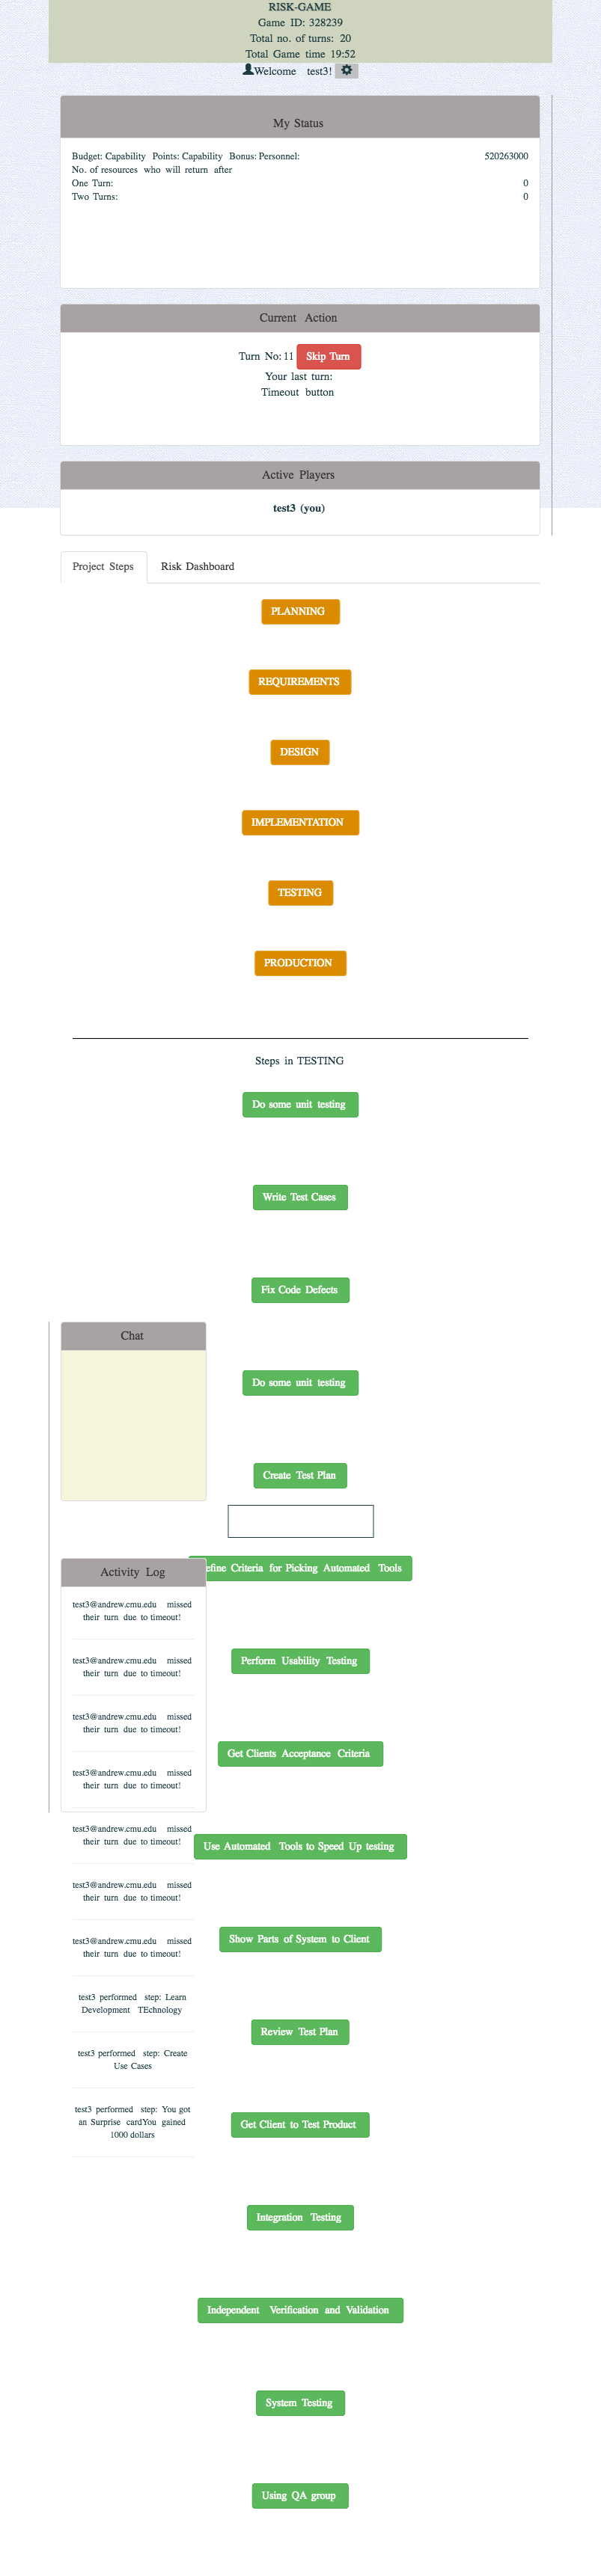 RISK-GAME
Game ID: 328239
Total no. of turns: 20
Total Game time 19:52
Welcome test3!
My Status
Budget: Capability Points: Capability Bonus: Personnel: 520263000
No. of resources who will return after
One Turn: 0
Two Turns: 0
Current Action
Turn No: 11 Skip Turn
Your last turn:
Timeout button
Active Players
test3 (you)
Project Steps Risk Dashboard
PLANNING
REQUIREMENTS
DESIGN
IMPLEMENTATION
TESTING
PRODUCTION
Steps in TESTING
Do some unit testing
Write Test Cases
Fix Code Defects
Do some unit testing
Create Test Plan
efine Criteria for Picking Automated Tools
Perform Usability Testing
Get Clients Acceptance Criteria
Use Automated Tools to Speed Up testing
Show Parts of System to Client
Review Test Plan
Get Client to Test Product
Integration Testing
Independent Verification and Validation
System Testing
Using QA group
Chat
Activity Log
test3@andrew.cmu.edu missed
their turn due to timeout!
test3@andrew.cmu.edu missed
their turn due to timeout!
test3@andrew.cmu.edu missed
their turn due to timeout!
test3@andrew.cmu.edu missed
their turn due to timeout!
test3@andrew.cmu.edu missed
their turn due to timeout!
test3@andrew.cmu.edu missed
their turn due to timeout!
test3@andrew.cmu.edu missed
their turn due to timeout!
test3 performed step: Learn
Development TEchnology
test3 performed step: Create
Use Cases
test3 performed step: You got
an Surprise cardYou gained
1000 dollars